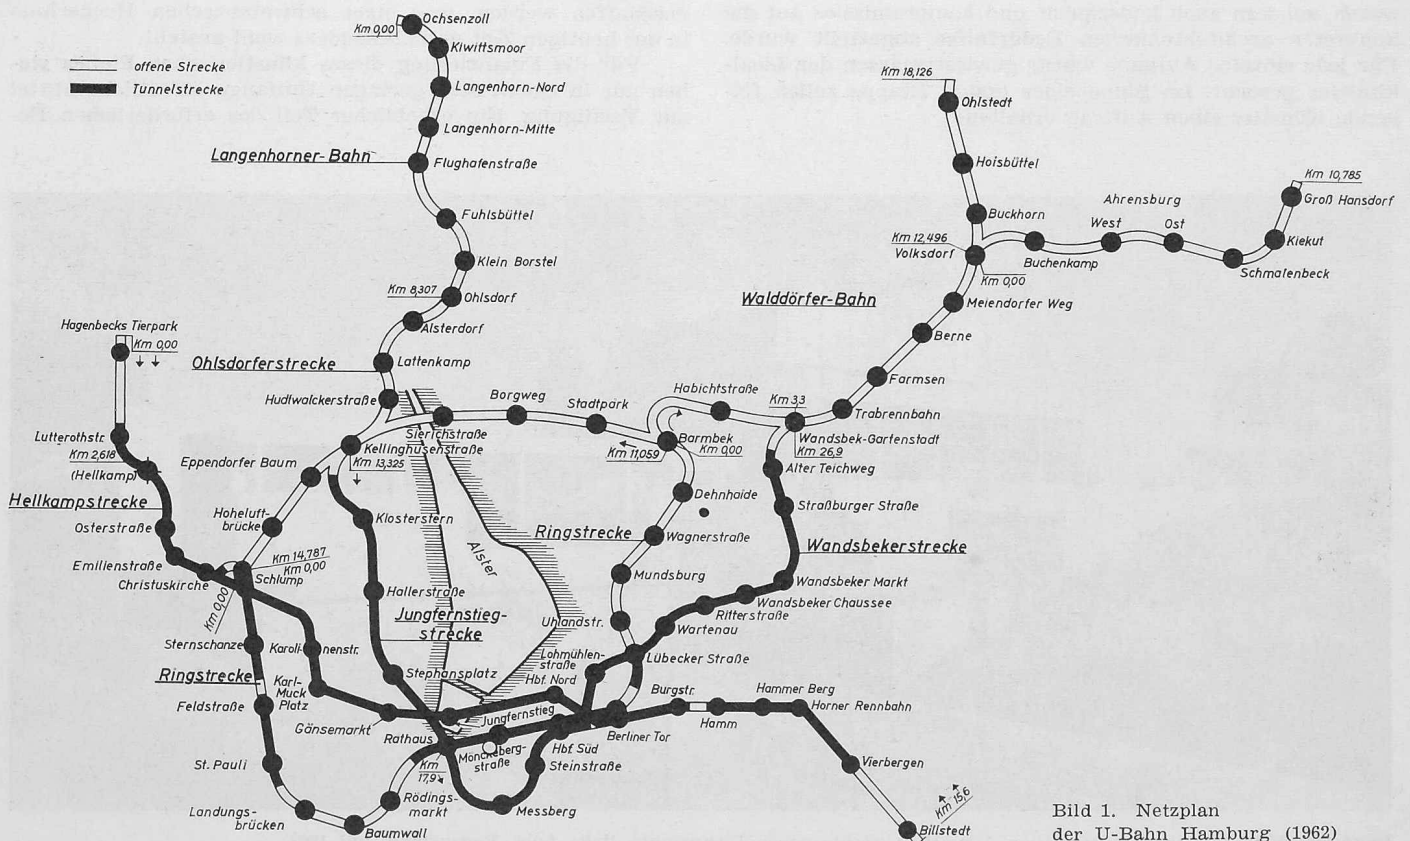 offene Strecke
Tunnelstrecke
Km 0,00
Ochsenzoll
Kiwittsmoor
Langenhorn-Nord
Langenhorn-Mitte
Langenhorner-Bahn
Flughafenstraße
Fuhlsbüttel
Klein Borstel
Km 8,307
Ohlsdorf
Alsterdorf
Ohlsdorferstrecke
Lattenkamp
Hudtwalckerstraße
Km 18,126
Ohlstedt
Hoisbüttel
Buckhorn
Km 12,496
Volksdorf
Km 0,00
Buchenkamp
Ahrensburg
West
Ost
Schmalenbeck
Kiekut
Groß Hansdorf
Km 10,785
Walddörfer-Bahn
Meiendorfer Weg
Berne
Farmsen
Trabrennbahn
Km 3,3
Wandsbek-Gartenstadt
Km 26,9
Habichtstraße
Barmbek
Km 0,00
Km 11,059
Stadtpark
Borgweg
Sierichstraße
Kellinghusenstraße
Km 13,325
Eppendorfer Baum
Hoheluft-
brücke
Km 14,787
Km 0,00
Schlump
Km 0,00
Hagenbecks Tierpark
Km 0,00
Lutterothstr.
Km 2,618
(Hellkamp)
Hellkampstrecke
Osterstraße
Emilienstraße
Christuskirche
Sternschanze
Ringstrecke
Feldstraße
St. Pauli
Landungs-
brücken
Baumwall
Rödings-
markt
Karoli-
nenstr.
Karl-
Muck
Platz
Gänsemarkt
Klosterstern
Hallerstraße
Jungfernstieg-
strecke
Stephansplatz
Alster
Jungfernstieg
Rathaus
Km
17,9
Mönckeberg-
straße
Hbf. Nord
Hbf. Süd
Steinstraße
Messberg
Dehnhaide
Ringstrecke
Wagnerstraße
Mundsburg
Uhlandstr.
Lohmühlen-
straße
Lübecker Straße
Berliner Tor
Alter Teichweg
Straßburger Straße
Wandsbekerstrecke
Wandsbeker Markt
Wandsbeker Chaussee
Ritterstraße
Wartenau
Burgstr.
Hamm
Hammer Berg
Horner Rennbahn
Vierbergen
Km 15,6
Billstedt
Bild 1. Netzplan
der U-Bahn Hamburg (1962)